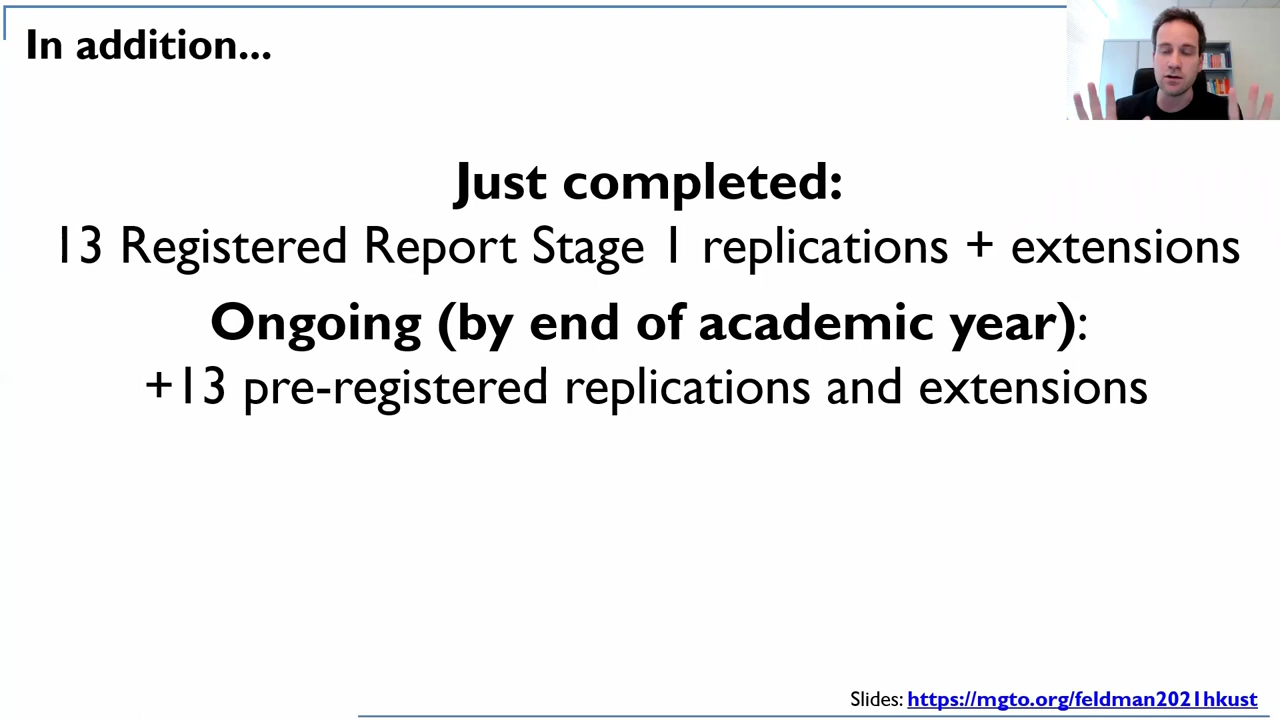 In addition...
Just completed:
13 Registered Report Stage 1 replications + extensions
Ongoing (by end of academic year):
+13 pre-registered replications and extensions
Slides: https://mgto.org/feldman2021hkust